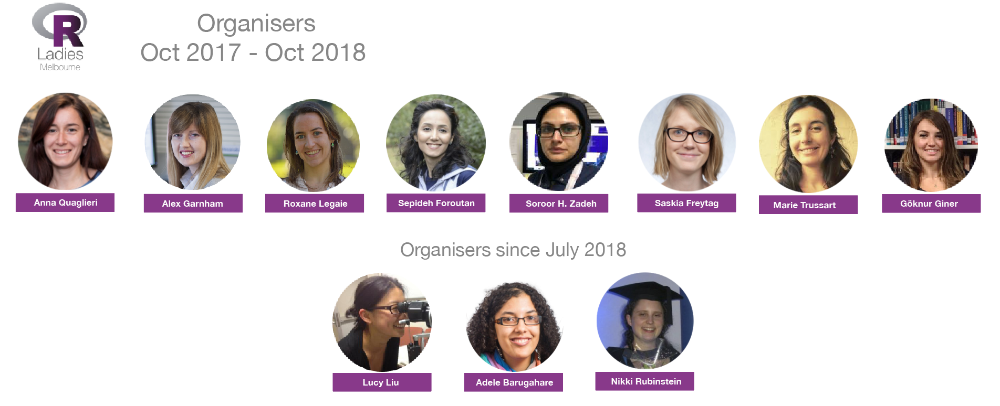 R
Ladies
Melbourne
Organisers
Oct 2017 - Oct 2018
Anna Quaglieri
Alex Garnham
Roxane Legaie
Sepideh Foroutan
Soroor H. Zadeh
Saskia Freytag
Marie Trussart
Göknur Giner
Organisers since July 2018
Lucy Liu
Adele Barugahare
Nikki Rubinstein